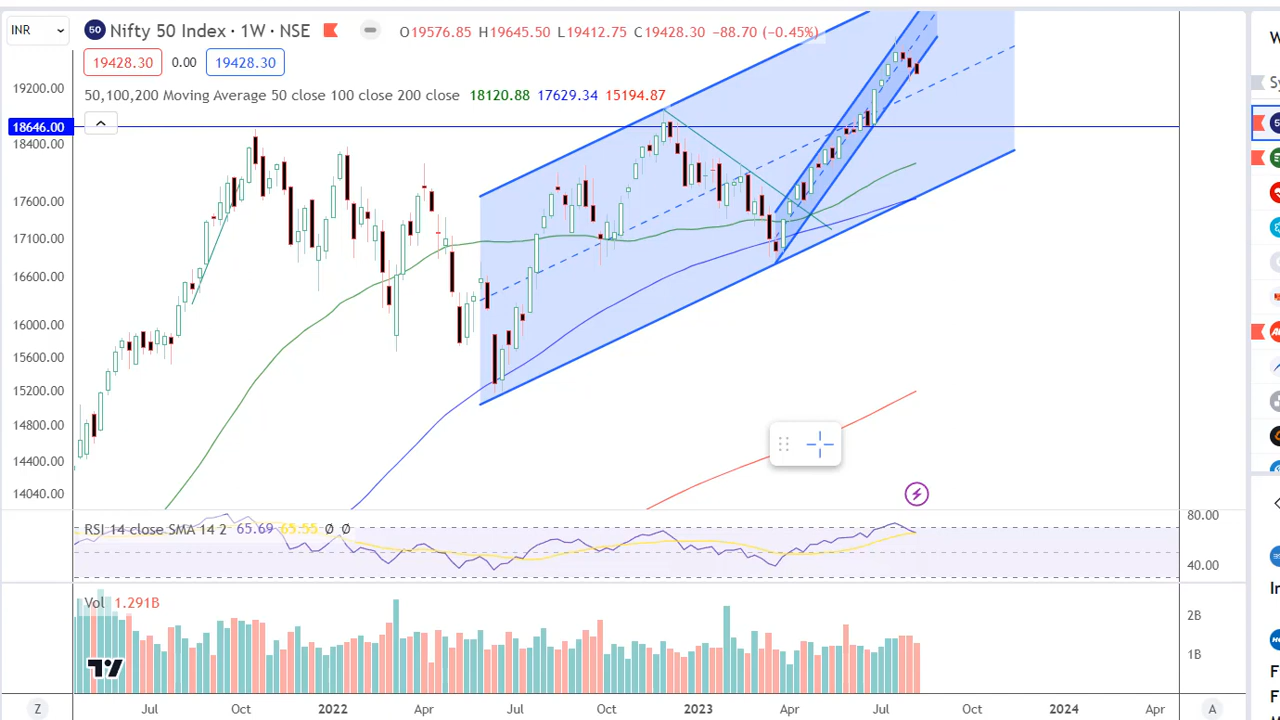 INR 50 Nifty 50 Index · 1W · NSE O19576.85 H19645.50 L19412.75 C19428.30 −88.70 (−0.45%)
W
19428.30 0.00 19428.30
Sy
19200.00
50,100,200 Moving Average 50 close 100 close 200 close 18120.88 17629.34 15194.87
18646.00
18400.00
17600.00
17100.00
16600.00
16000.00
15600.00
15200.00
14800.00
14400.00
14040.00
RSI 14 close SMA 14 2 65.69 65.55 Ø Ø
80.00
40.00
Vol 1.291B
2B
1B
In
F
F
Z Jul Oct 2022 Apr Jul Oct 2023 Apr Jul Oct 2024 Apr A